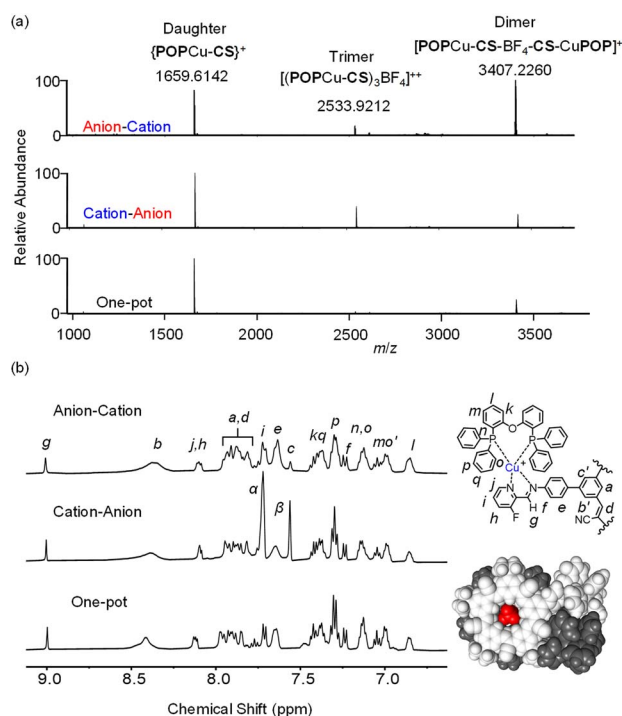 (a)
Daughter
{POPCu-CS}⁺
1659.6142
Trimer
[(POPCu-CS)₃BF₄]⁺⁺
2533.9212
Dimer
[POPCu-CS-BF₄-CS-CuPOP]⁺
3407.2260
Relative Abundance
100
0
Anion-Cation
100
0
Cation-Anion
100
0
One-pot
1000 1500 2000 2500 3000 3500
m/z
(b)
Anion-Cation
g b j,h a,d i e c kq p f n,o mo' l
α β
Cation-Anion
One-pot
9.0 8.5 8.0 7.5 7.0
Chemical Shift (ppm)
l
m k
O
n P P
p o Cu⁺
q
j N N c'
i a
h F H f b' d
g e NC